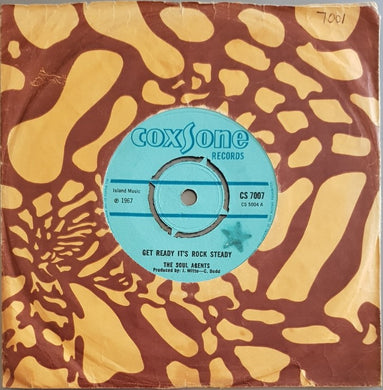 7001
coxsone
RECORDS
Island Music
℗ 1967
CS 7007
CS 5004 A
GET READY IT'S ROCK STEADY
THE SOUL AGENTS
Produced by: J. Witto—C. Dodd